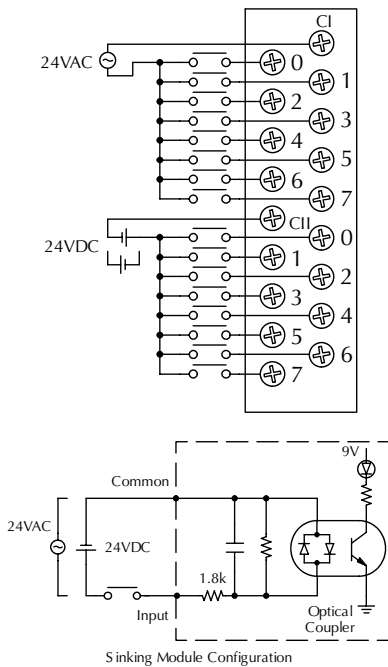 CI
24VAC
0
1
2
3
4
5
6
7
CII
24VDC
0
1
2
3
4
5
6
7
9V
Common
24VAC
24VDC
1.8k
Input
Optical
Coupler
Sinking Module Configuration